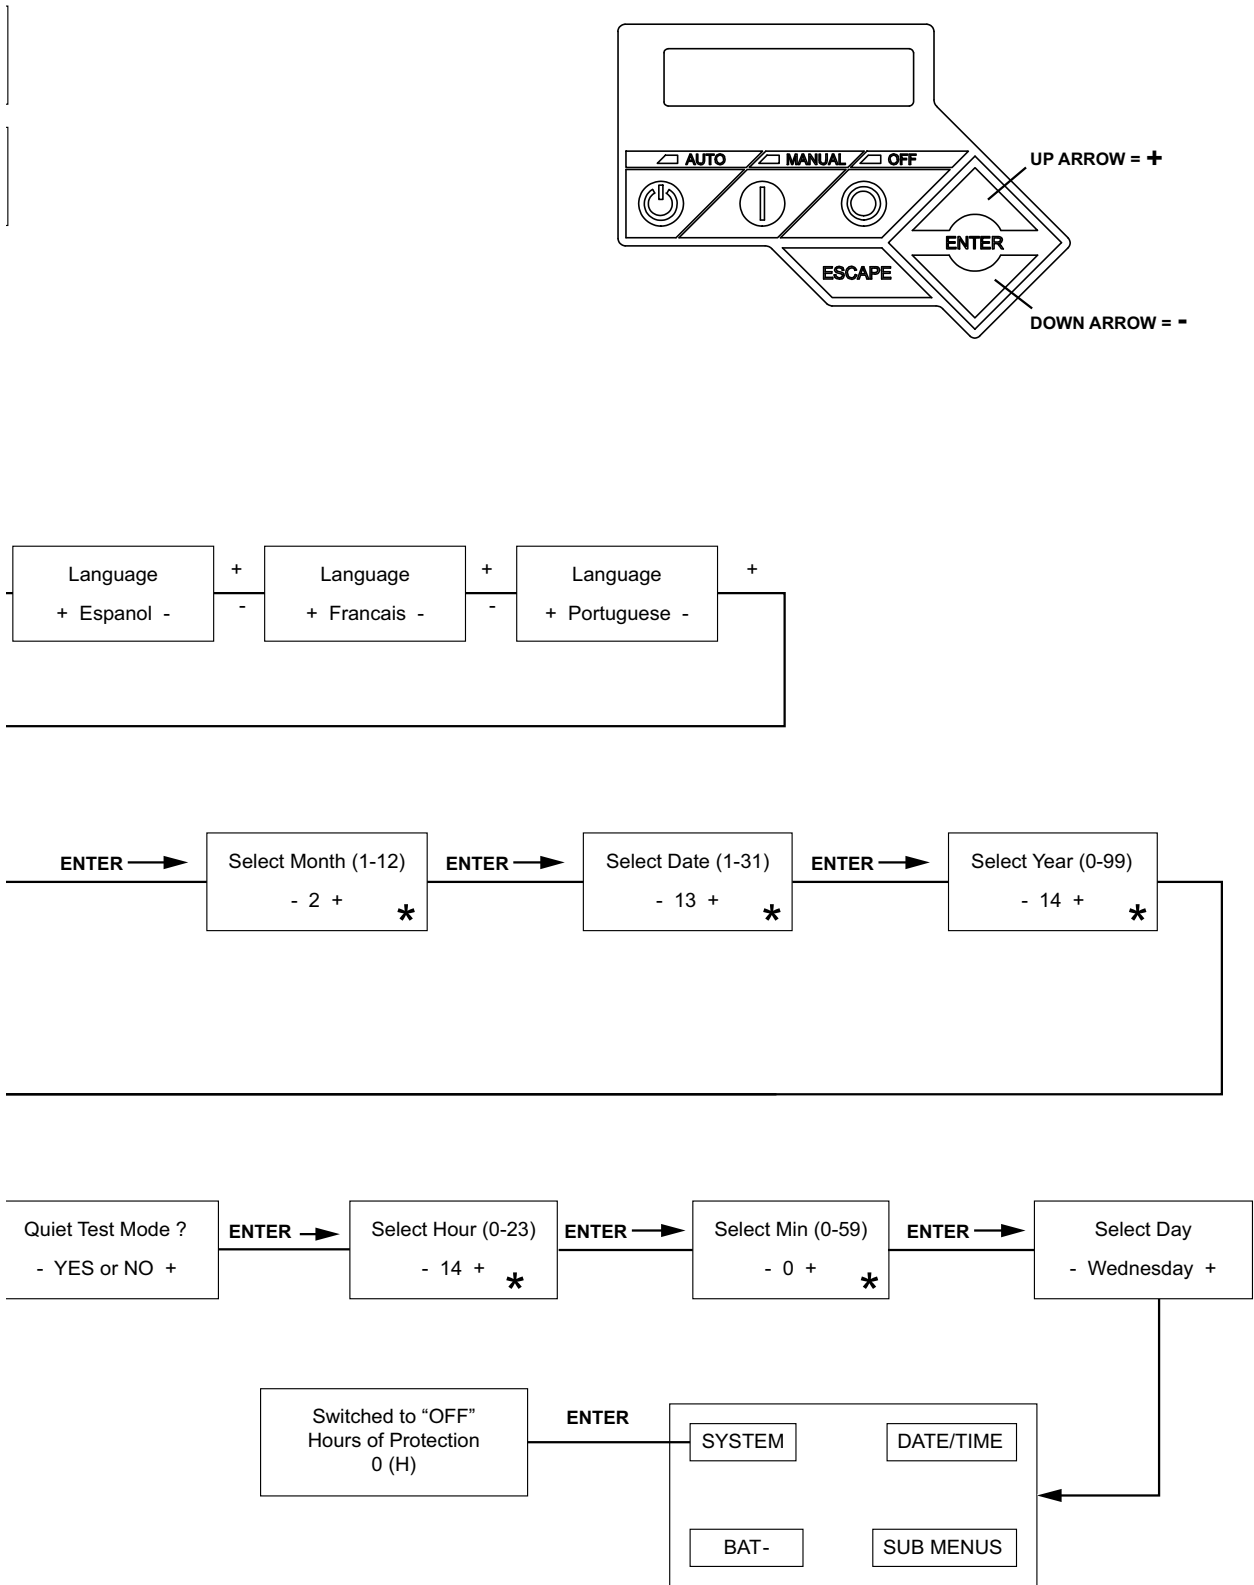 AUTO MANUAL OFF
UP ARROW = +
ENTER
ESCAPE
DOWN ARROW = -
Language
+ Espanol -
+
-
Language
+ Francais -
+
-
Language
+ Portuguese -
+
ENTER
Select Month (1-12)
- 2 +
*
ENTER
Select Date (1-31)
- 13 +
*
ENTER
Select Year (0-99)
- 14 +
*
Quiet Test Mode ?
- YES or NO +
ENTER
Select Hour (0-23)
- 14 +
*
ENTER
Select Min (0-59)
- 0 +
*
ENTER
Select Day
- Wednesday +
Switched to “OFF”
Hours of Protection
0 (H)
ENTER
SYSTEM
DATE/TIME
BAT-
SUB MENUS